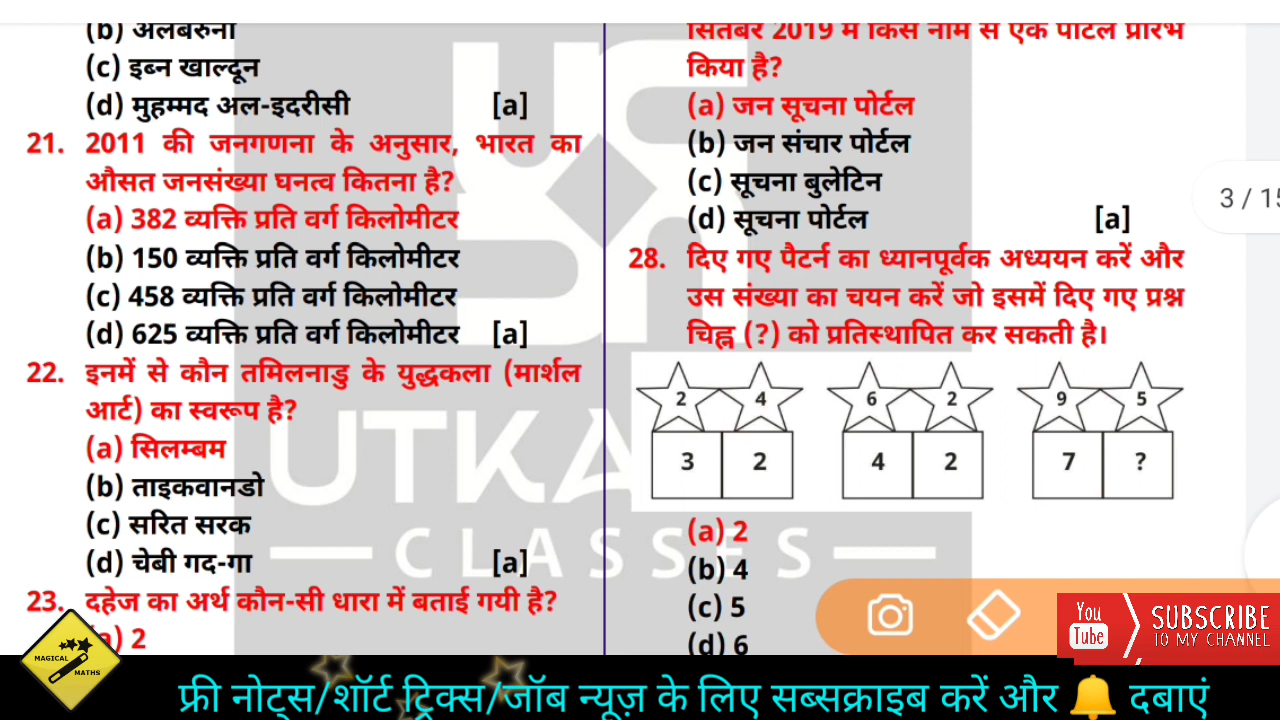 (b) अलबरुनी
(c) इब्न खाल्दून
(d) मुहम्मद अल-इदरीसी [a]
21. 2011 की जनगणना के अनुसार, भारत का
औसत जनसंख्या घनत्व कितना है?
(a) 382 व्यक्ति प्रति वर्ग किलोमीटर
(b) 150 व्यक्ति प्रति वर्ग किलोमीटर
(c) 458 व्यक्ति प्रति वर्ग किलोमीटर
(d) 625 व्यक्ति प्रति वर्ग किलोमीटर [a]
22. इनमें से कौन तमिलनाडु के युद्धकला (मार्शल
आर्ट) का स्वरूप है?
(a) सिलम्बम
(b) ताइकवानडो
(c) सरित सरक
(d) चेबी गद-गा [a]
23. दहेज का अर्थ कौन-सी धारा में बताई गयी है?
(a) 2
सितंबर 2019 में किस नाम से एक पोर्टल प्रारंभ
किया है?
(a) जन सूचना पोर्टल
(b) जन संचार पोर्टल
(c) सूचना बुलेटिन
(d) सूचना पोर्टल [a]
28. दिए गए पैटर्न का ध्यानपूर्वक अध्ययन करें और
उस संख्या का चयन करें जो इसमें दिए गए प्रश्न
चिह्न (?) को प्रतिस्थापित कर सकती है।
2 4 6 2 9 5
3 2 4 2 7 ?
(a) 2
(b) 4
(c) 5
(d) 6
3 / 15
UTKA
CLASSES
MAGICAL
MATHS
You
Tube
SUBSCRIBE
TO MY CHANNEL
फ्री नोट्स/शॉर्ट ट्रिक्स/जॉब न्यूज़ के लिए सब्सक्राइब करें और 🔔 दबाएं